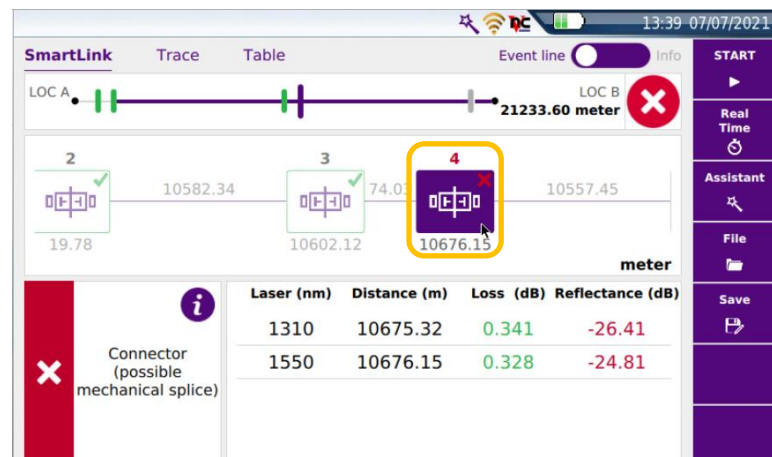 13:39 07/07/2021
SmartLink Trace Table Event line Info
LOC A
LOC B
21233.60 meter
2 3 4
10582.34 74.03 10557.45
19.78 10602.12 10676.15
meter
Laser (nm) Distance (m) Loss (dB) Reflectance (dB)
1310 10675.32 0.341 -26.41
1550 10676.15 0.328 -24.81
i
Connector
(possible
mechanical splice)
START
Real
Time
Assistant
File
Save